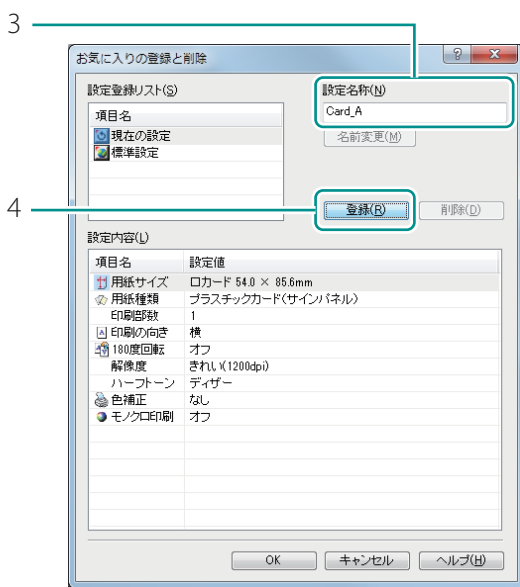 3
お気に入りの登録と削除
設定登録リスト(S)
設定名称(N)
項目名
Card_A
現在の設定
名前変更(M)
標準設定
4
登録(R)
削除(D)
設定内容(L)
項目名 設定値
用紙サイズ ロカード 54.0 × 85.6mm
用紙種類 プラスチックカード(サインパネル)
印刷部数 1
印刷の向き 横
180度回転 オフ
解像度 きれい(1200dpi)
ハーフトーン ディザー
色補正 なし
モノクロ印刷 オフ
OK キャンセル ヘルプ(H)